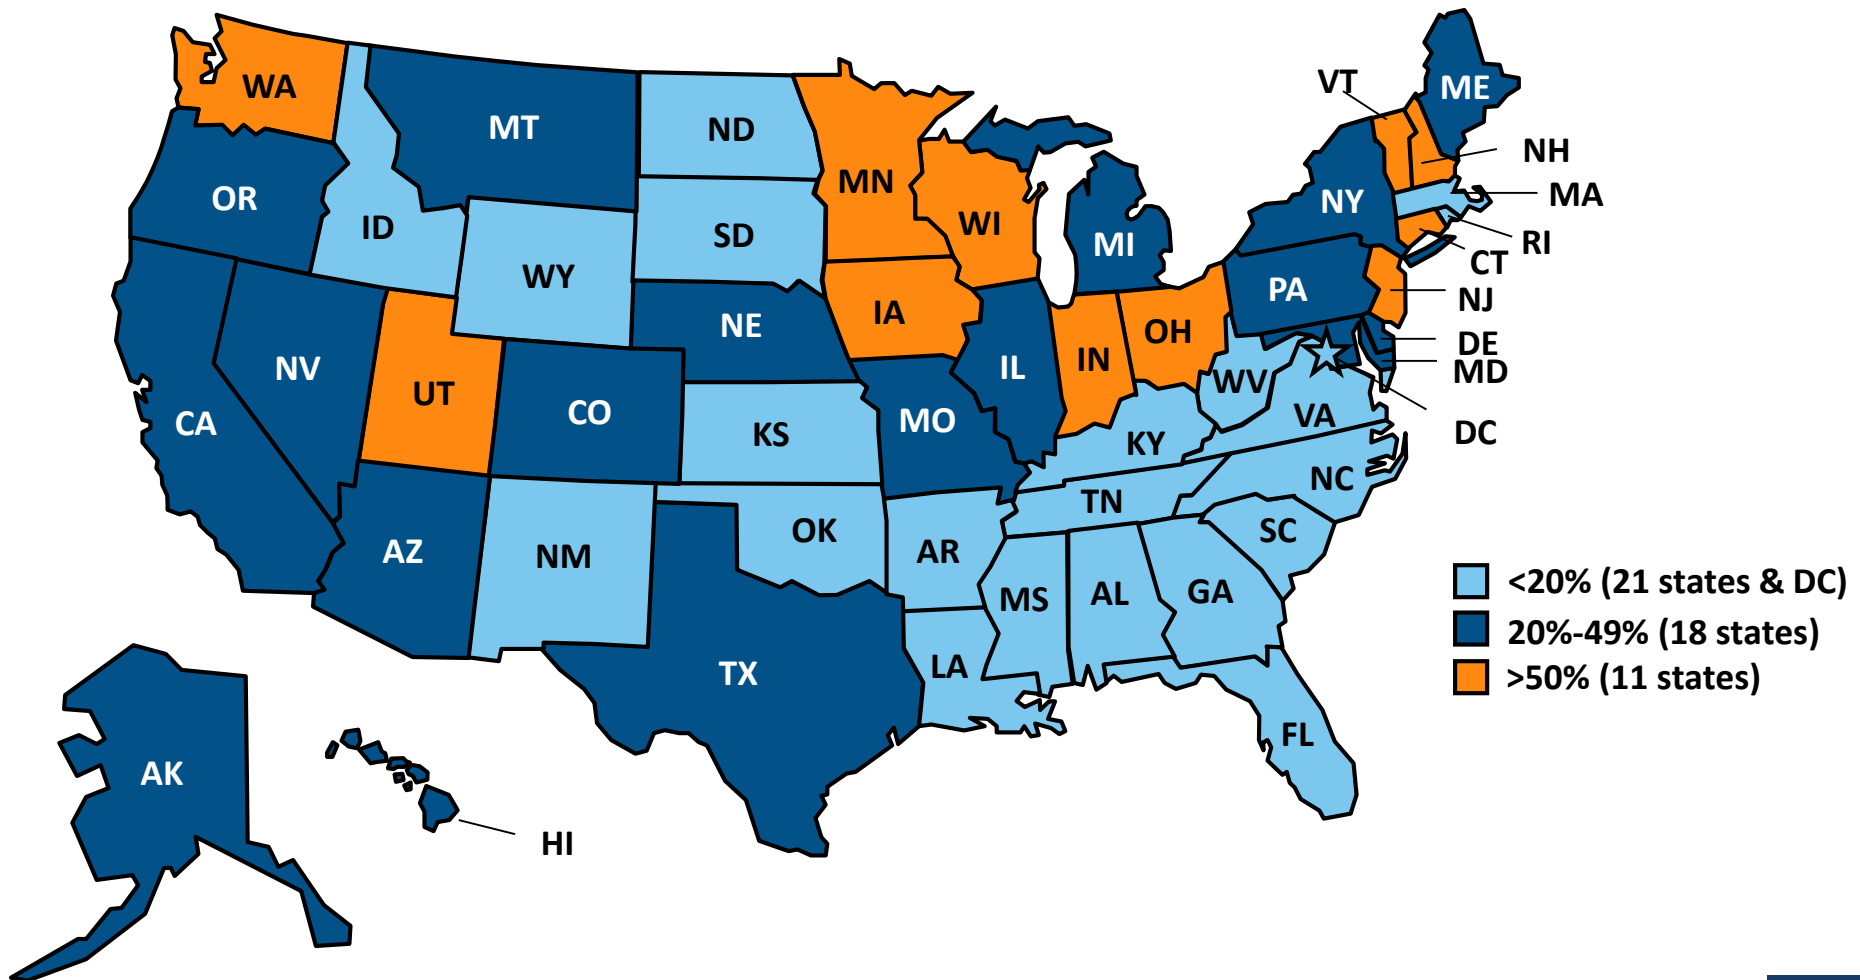 WA
MT
ND
MN
VT
ME
OR
ID
SD
WI
NY
NH
MA
WY
MI
RI
CT
NE
IA
PA
NJ
NV
UT
CO
IL
IN
OH
DE
MD
CA
KS
MO
WV
VA
KY
DC
AZ
NM
OK
AR
TN
NC
SC
MS
AL
GA
TX
LA
FL
AK
HI
<20% (21 states & DC)
20%-49% (18 states)
>50% (11 states)